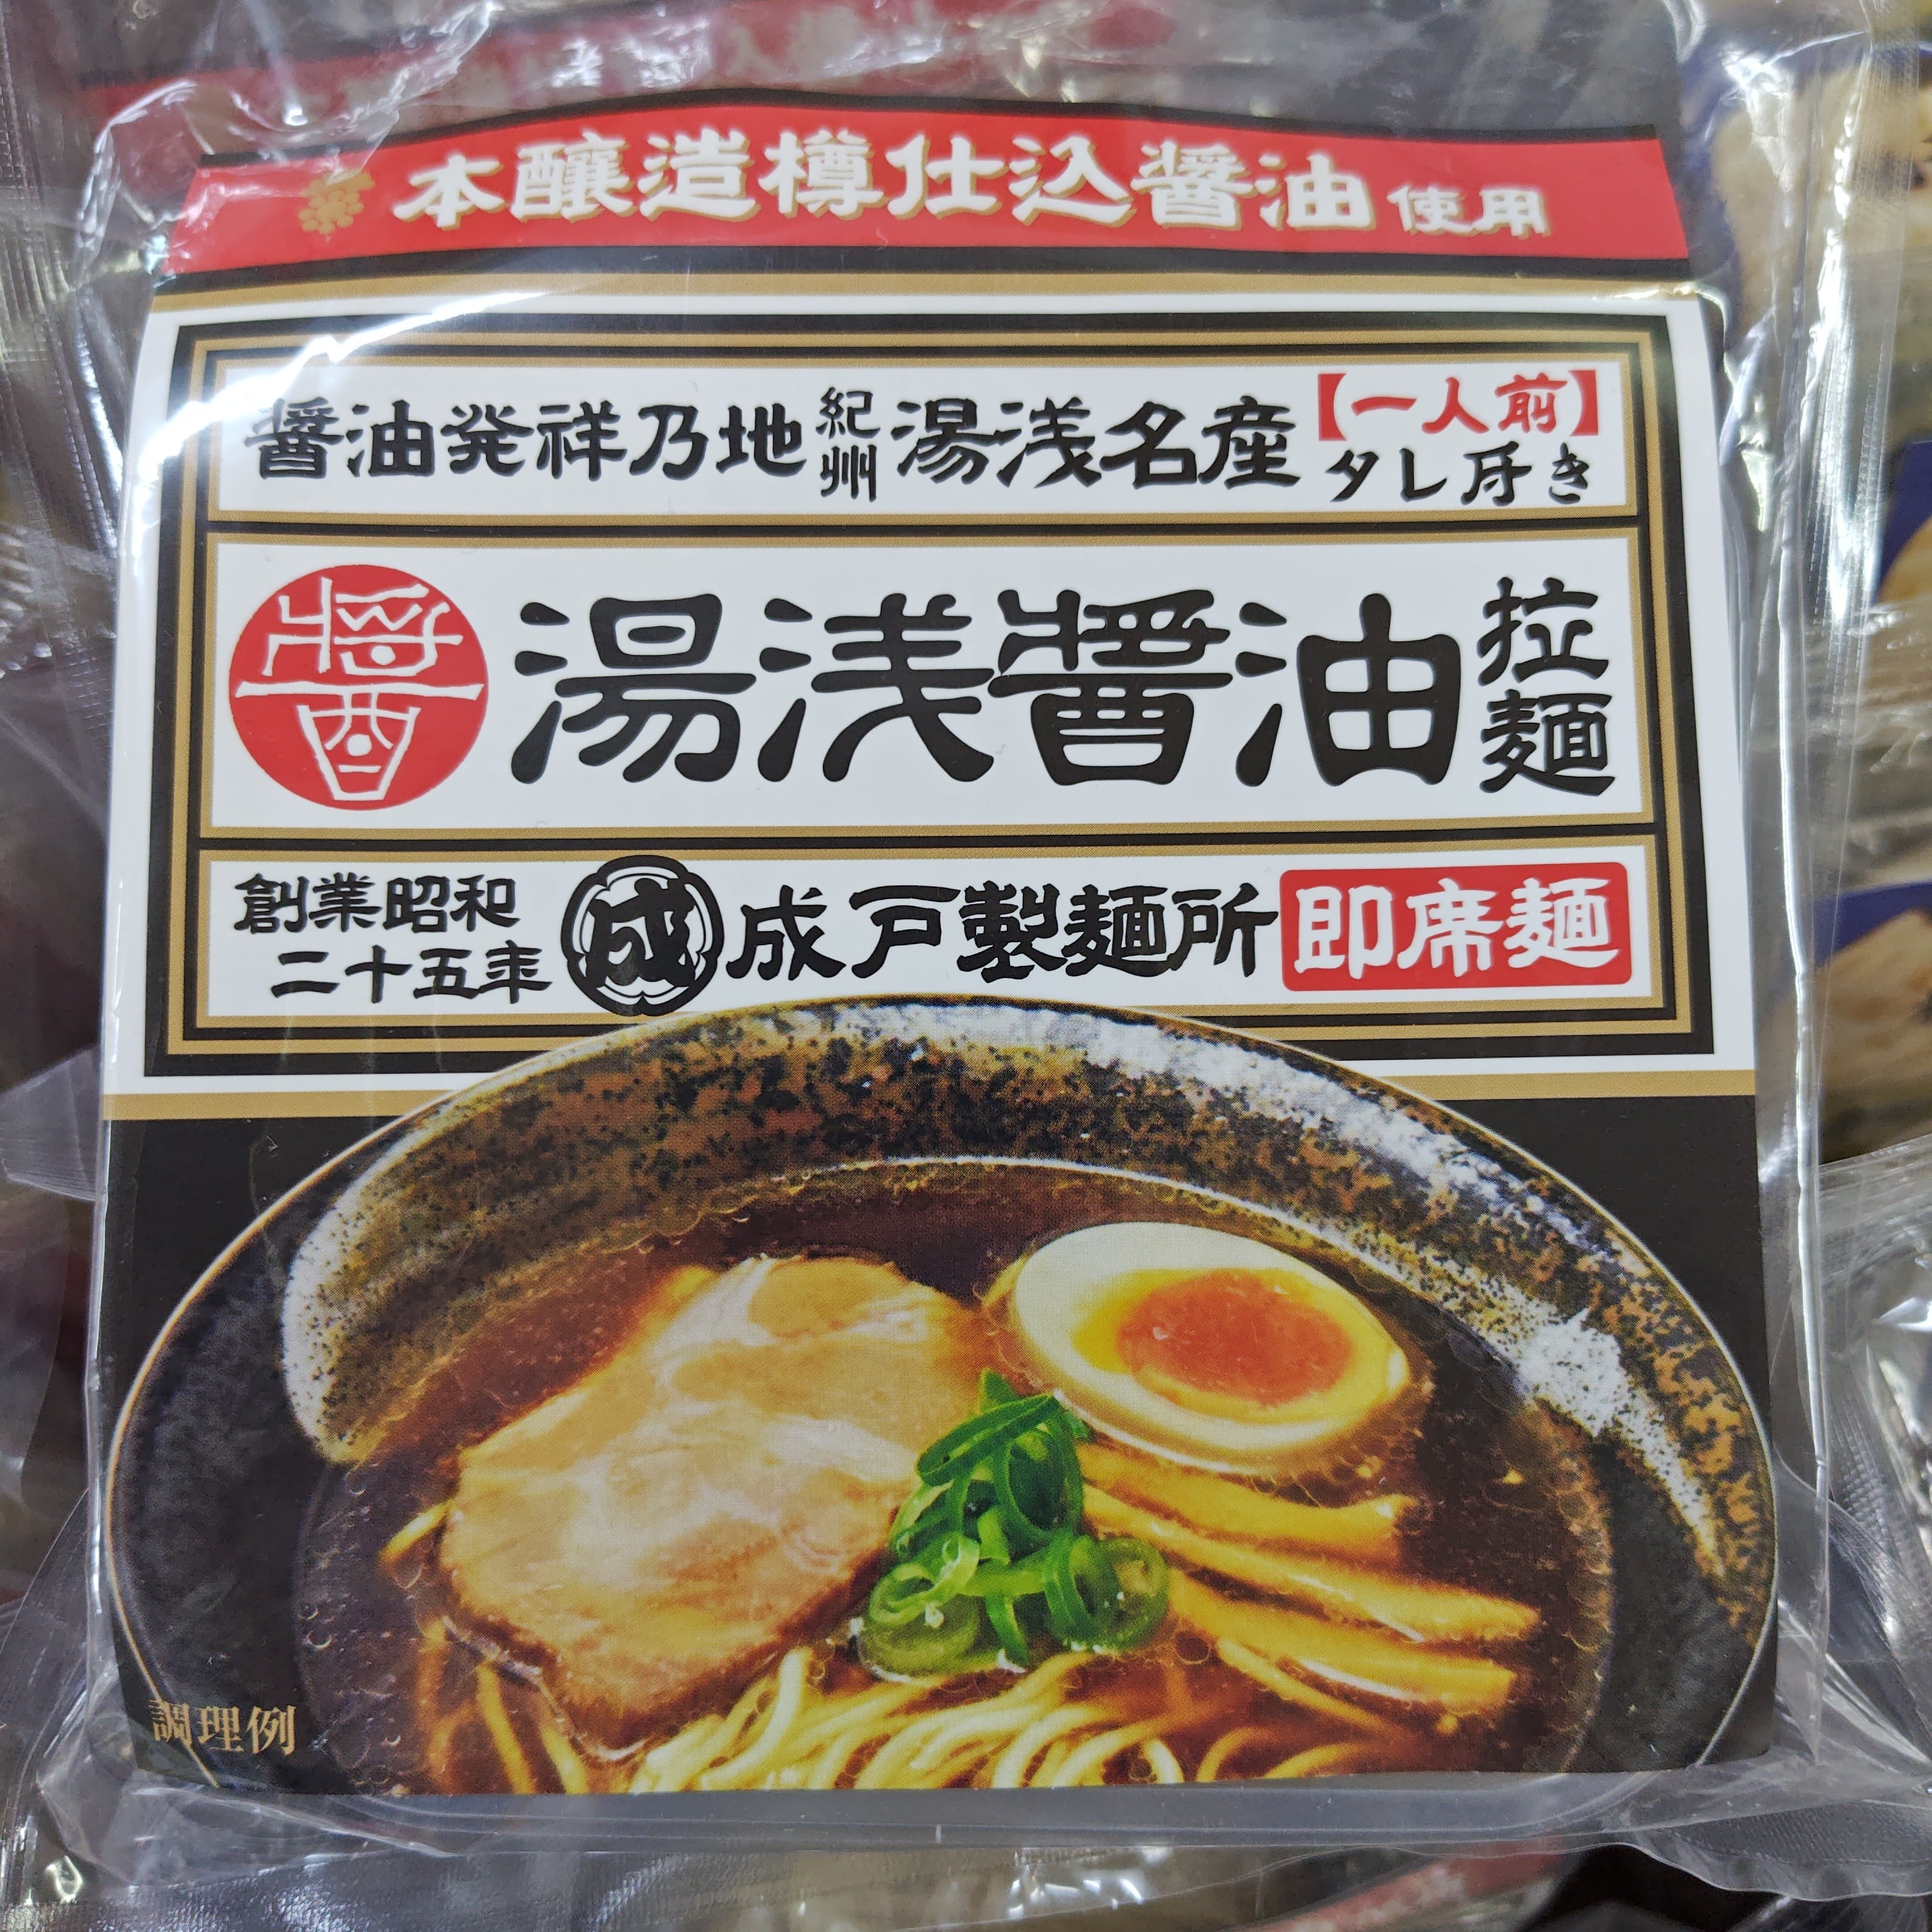 本醸造樽仕込醤油使用
醤油発祥乃地 紀州 湯浅名産 【一人前】 タレ付き
醤 湯浅醤油 拉麺
創業昭和二十五年 成 成戸製麺所 即席麺
調理例